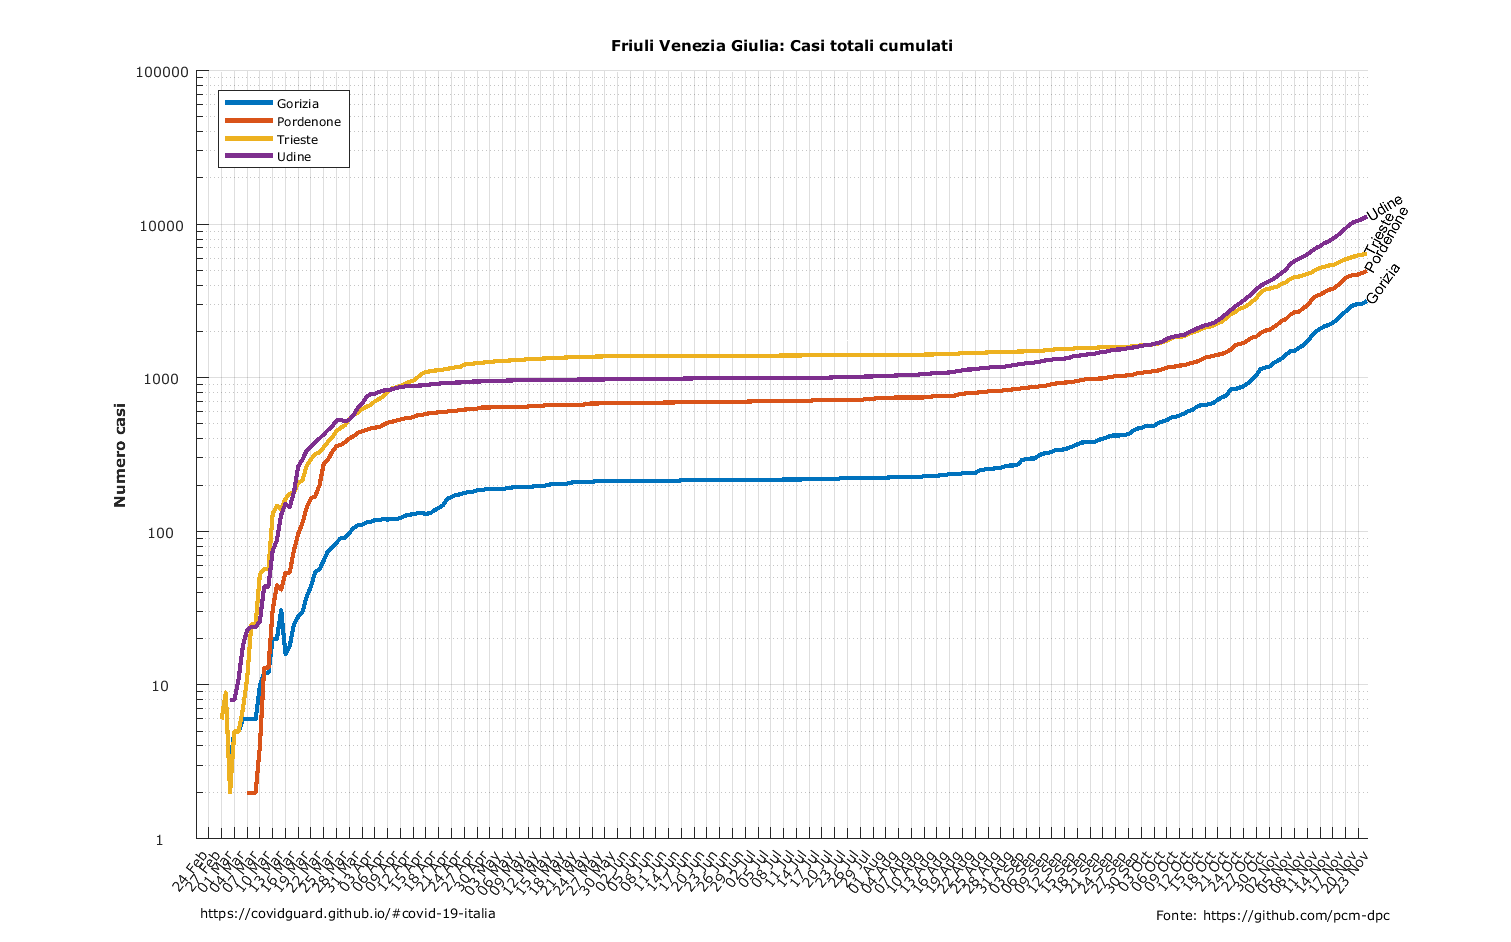 Friuli Venezia Giulia: Casi totali cumulati
100000
10000
1000
100
10
1
Numero casi
Gorizia
Pordenone
Trieste
Udine
Udine
Trieste
Pordenone
Gorizia
24 Feb
27 Feb
01 Mar
04 Mar
07 Mar
10 Mar
13 Mar
16 Mar
19 Mar
22 Mar
25 Mar
28 Mar
31 Mar
03 Apr
06 Apr
09 Apr
12 Apr
15 Apr
18 Apr
21 Apr
24 Apr
27 Apr
30 Apr
03 May
06 May
09 May
12 May
15 May
18 May
21 May
24 May
27 May
30 May
02 Jun
05 Jun
08 Jun
11 Jun
14 Jun
17 Jun
20 Jun
23 Jun
26 Jun
29 Jun
02 Jul
05 Jul
08 Jul
11 Jul
14 Jul
17 Jul
20 Jul
23 Jul
26 Jul
29 Jul
01 Aug
04 Aug
07 Aug
10 Aug
13 Aug
16 Aug
19 Aug
22 Aug
25 Aug
28 Aug
31 Aug
03 Sep
06 Sep
09 Sep
12 Sep
15 Sep
18 Sep
21 Sep
24 Sep
27 Sep
30 Sep
03 Oct
06 Oct
09 Oct
12 Oct
15 Oct
18 Oct
21 Oct
24 Oct
27 Oct
30 Oct
02 Nov
05 Nov
08 Nov
11 Nov
14 Nov
17 Nov
20 Nov
23 Nov
https://covidguard.github.io/#covid-19-italia
Fonte: https://github.com/pcm-dpc